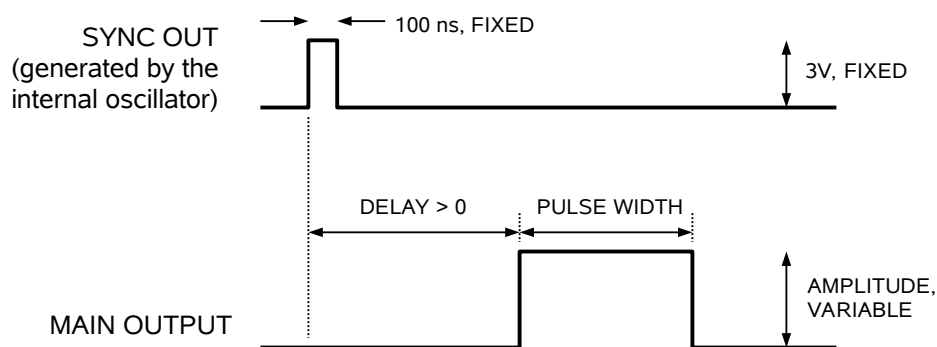 100 ns, FIXED
SYNC OUT
(generated by the
internal oscillator)
3V, FIXED
DELAY > 0
PULSE WIDTH
AMPLITUDE,
VARIABLE
MAIN OUTPUT